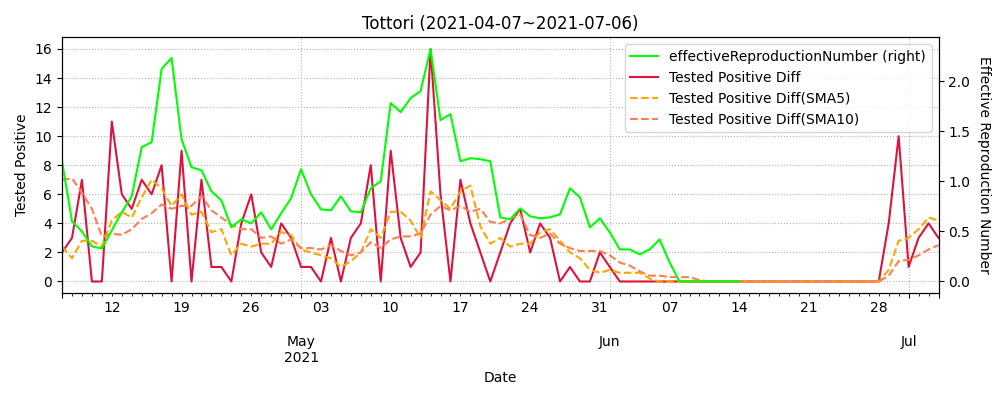 Tottori (2021-04-07~2021-07-06)
effectiveReproductionNumber (right)
Tested Positive Diff
Tested Positive Diff(SMA5)
Tested Positive Diff(SMA10)
Tested Positive
16
14
12
10
8
6
4
2
0
Effective Reproduction Number
2.0
1.5
1.0
0.5
0.0
12 19 26 03 10 17 24 31 07 14 21 28
May Jun Jul
2021
Date